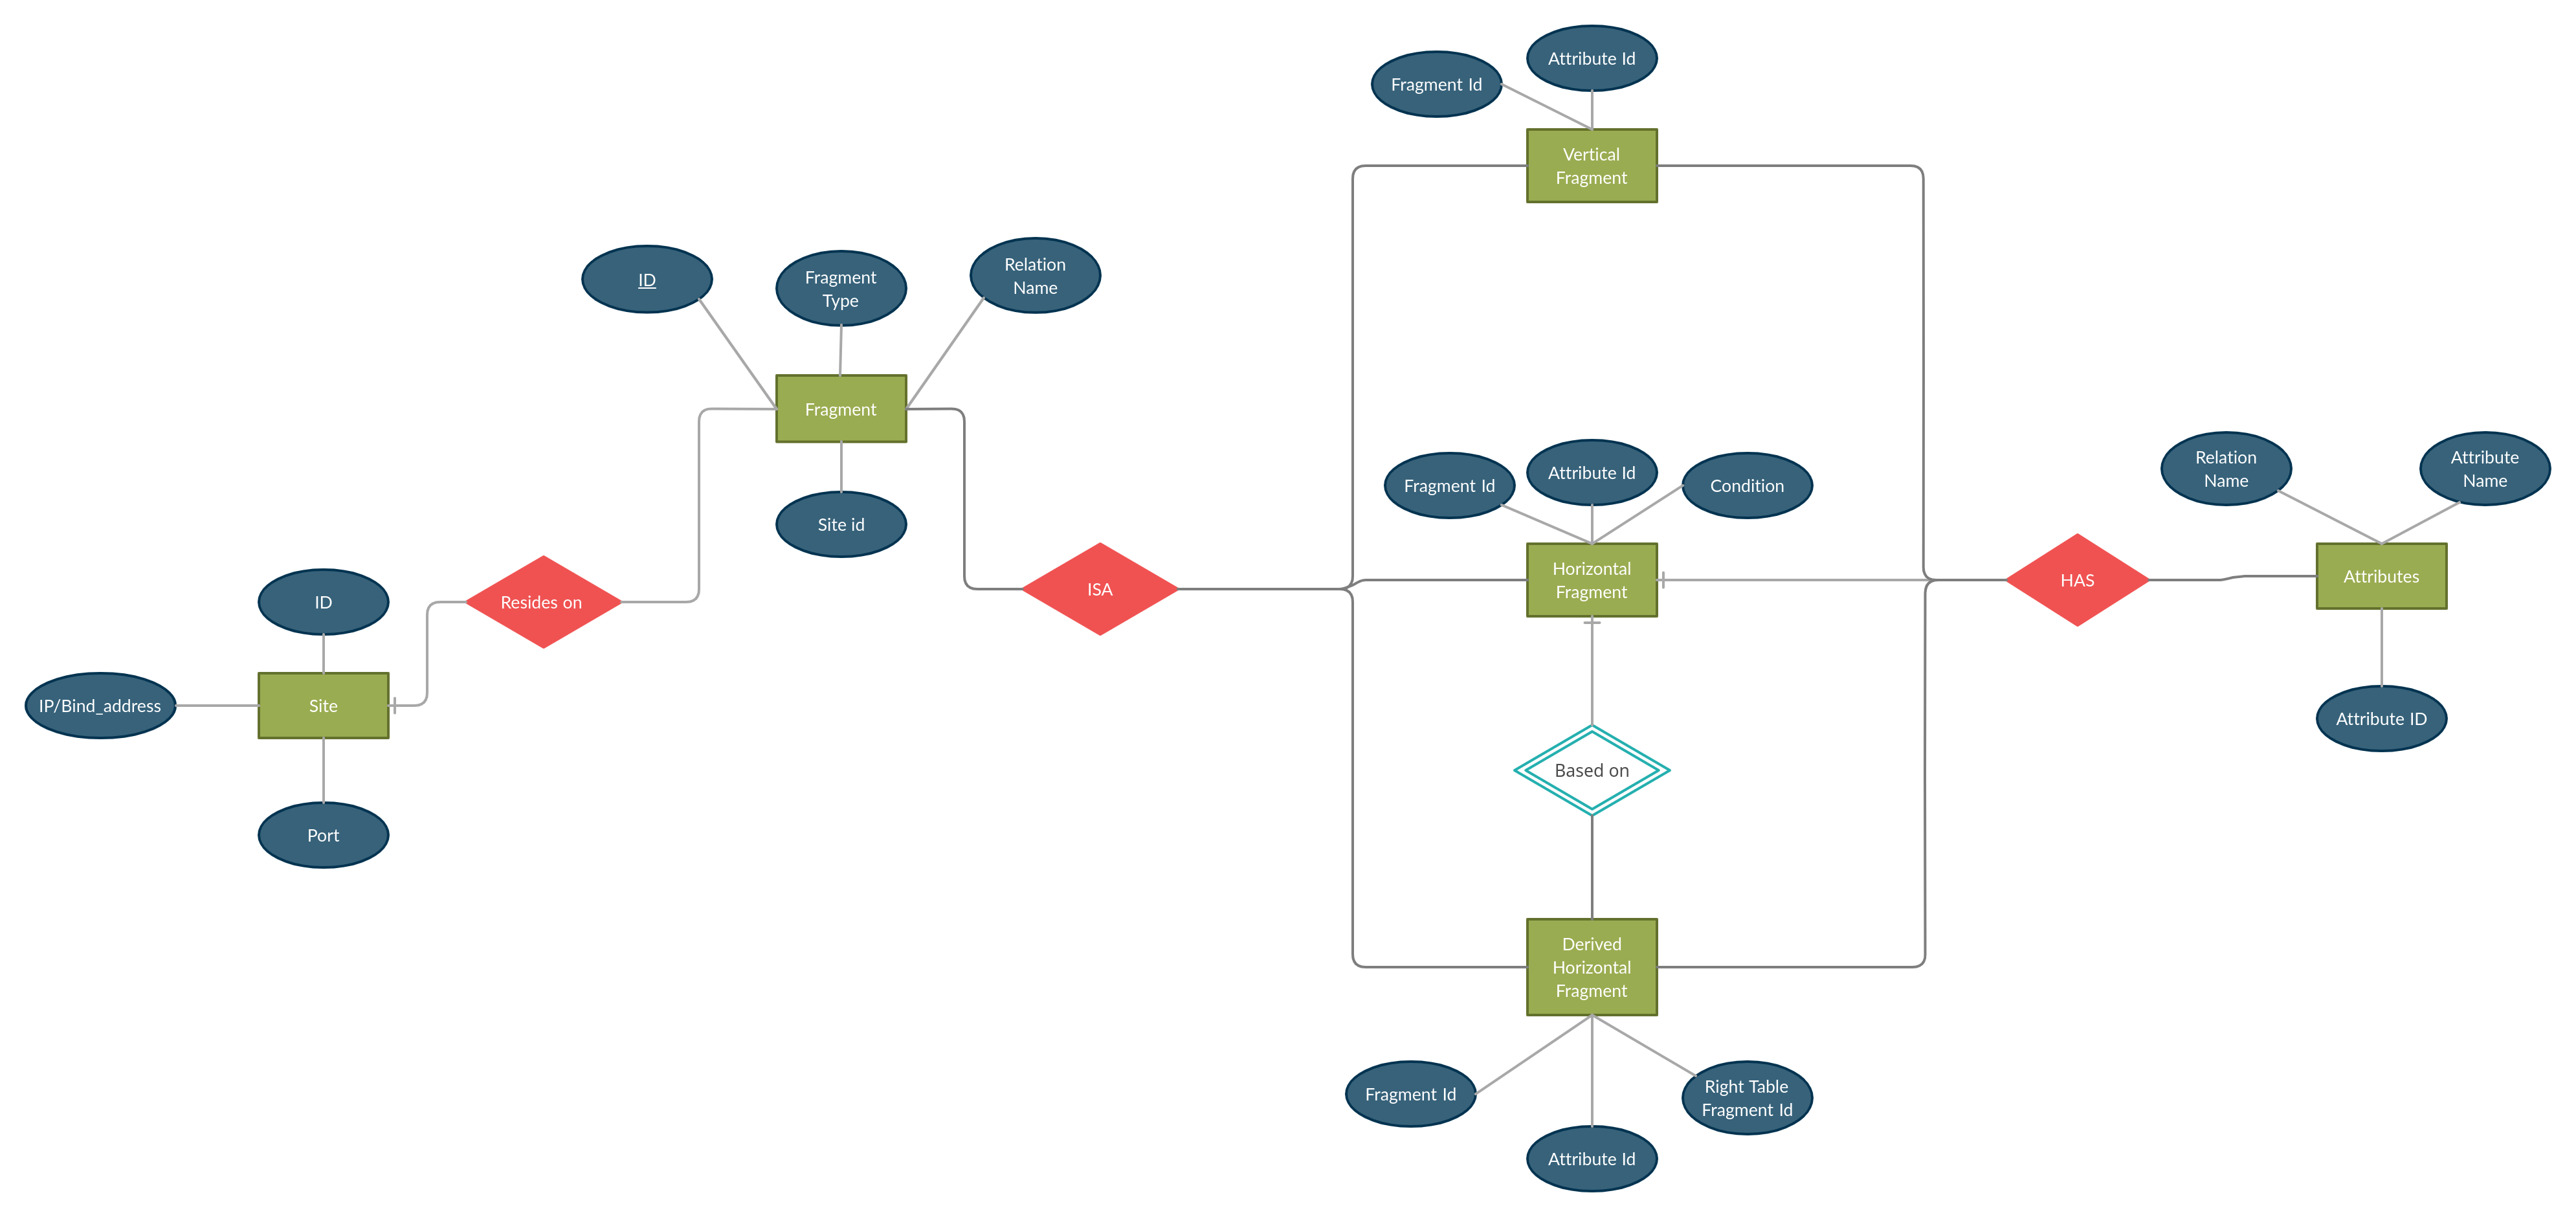 Attribute Id
Fragment Id
Vertical
Fragment
ID
Fragment
Type
Relation
Name
Fragment
Site id
Fragment Id
Attribute Id
Condition
Relation
Name
Attribute
Name
Horizontal
Fragment
ISA
HAS
Attributes
ID
Resides on
IP/Bind_address
Site
Attribute ID
Based on
Port
Derived
Horizontal
Fragment
Fragment Id
Right Table
Fragment Id
Attribute Id